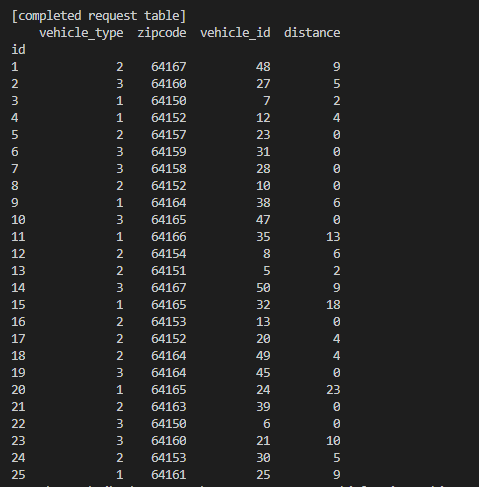 [completed request table]
vehicle_type zipcode vehicle_id distance
id
1 2 64167 48 9
2 3 64160 27 5
3 1 64150 7 2
4 1 64152 12 4
5 2 64157 23 0
6 3 64159 31 0
7 3 64158 28 0
8 2 64152 10 0
9 1 64164 38 6
10 3 64165 47 0
11 1 64166 35 13
12 2 64154 8 6
13 2 64151 5 2
14 3 64167 50 9
15 1 64165 32 18
16 2 64153 13 0
17 2 64152 20 4
18 2 64164 49 4
19 3 64164 45 0
20 1 64165 24 23
21 2 64163 39 0
22 3 64150 6 0
23 3 64160 21 10
24 2 64153 30 5
25 1 64161 25 9